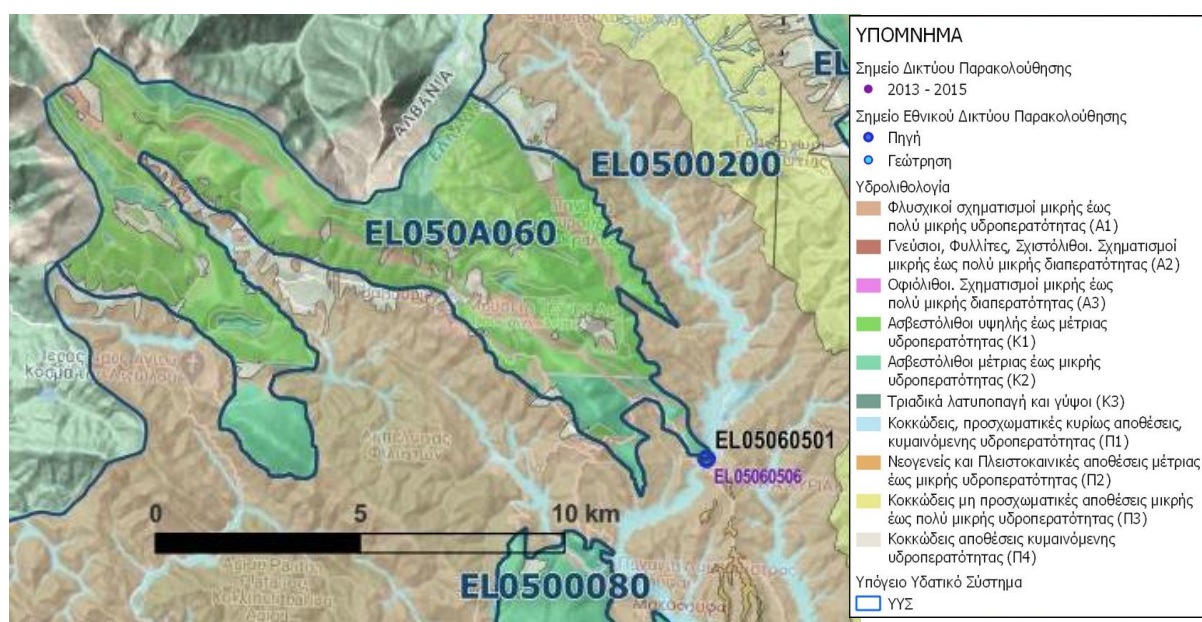 ΑΛΒΑΝΙΑ
EL0500200
EL050A060
EL05060501
EL05060506
0 5 10 km
EL0500080
ΥΠΟΜΝΗΜΑ
Σημείο Δικτύου Παρακολούθησης
2013 - 2015
Σημείο Εθνικού Δικτύου Παρακολούθησης
Πηγή
Γεώτρηση
Υδρολιθολογία
Φλυσχικοί σχηματισμοί μικρής έως
πολύ μικρής υδροπερατότητας (Α1)
Γνεύσιοι, Φυλλίτες, Σχιστόλιθοι. Σχηματισμοί
μικρής έως πολύ μικρής διαπερατότητας (Α2)
Οφιόλιθοι. Σχηματισμοί μικρής έως
πολύ μικρής διαπερατότητας (Α3)
Ασβεστόλιθοι υψηλής έως μέτριας
υδροπερατότητας (Κ1)
Ασβεστόλιθοι μέτριας έως μικρής
υδροπερατότητας (Κ2)
Τριαδικά λατυποπαγή και γύψοι (Κ3)
Κοκκώδεις, προσχωματικές κυρίως αποθέσεις,
κυμαινόμενης υδροπερατότητας (Π1)
Νεογενείς και Πλειστοκαινικές αποθέσεις μέτριας
έως μικρής υδροπερατότητας (Π2)
Κοκκώδεις μη προσχωματικές αποθέσεις μικρής
έως πολύ μικρής υδροπερατότητας (Π3)
Κοκκώδεις αποθέσεις κυμαινόμενης
υδροπερατότητας (Π4)
Υπόγειο Υδατικό Σύστημα
ΥΥΣ